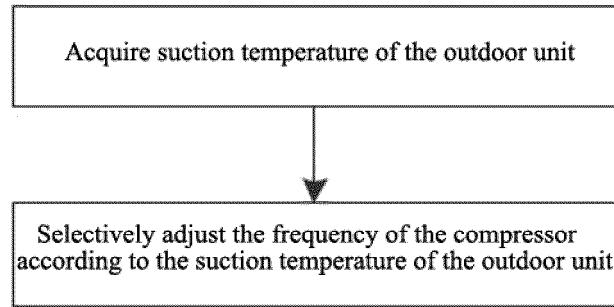 Acquire suction temperature of the outdoor unit
Selectively adjust the frequency of the compressor
according to the suction temperature of the outdoor unit